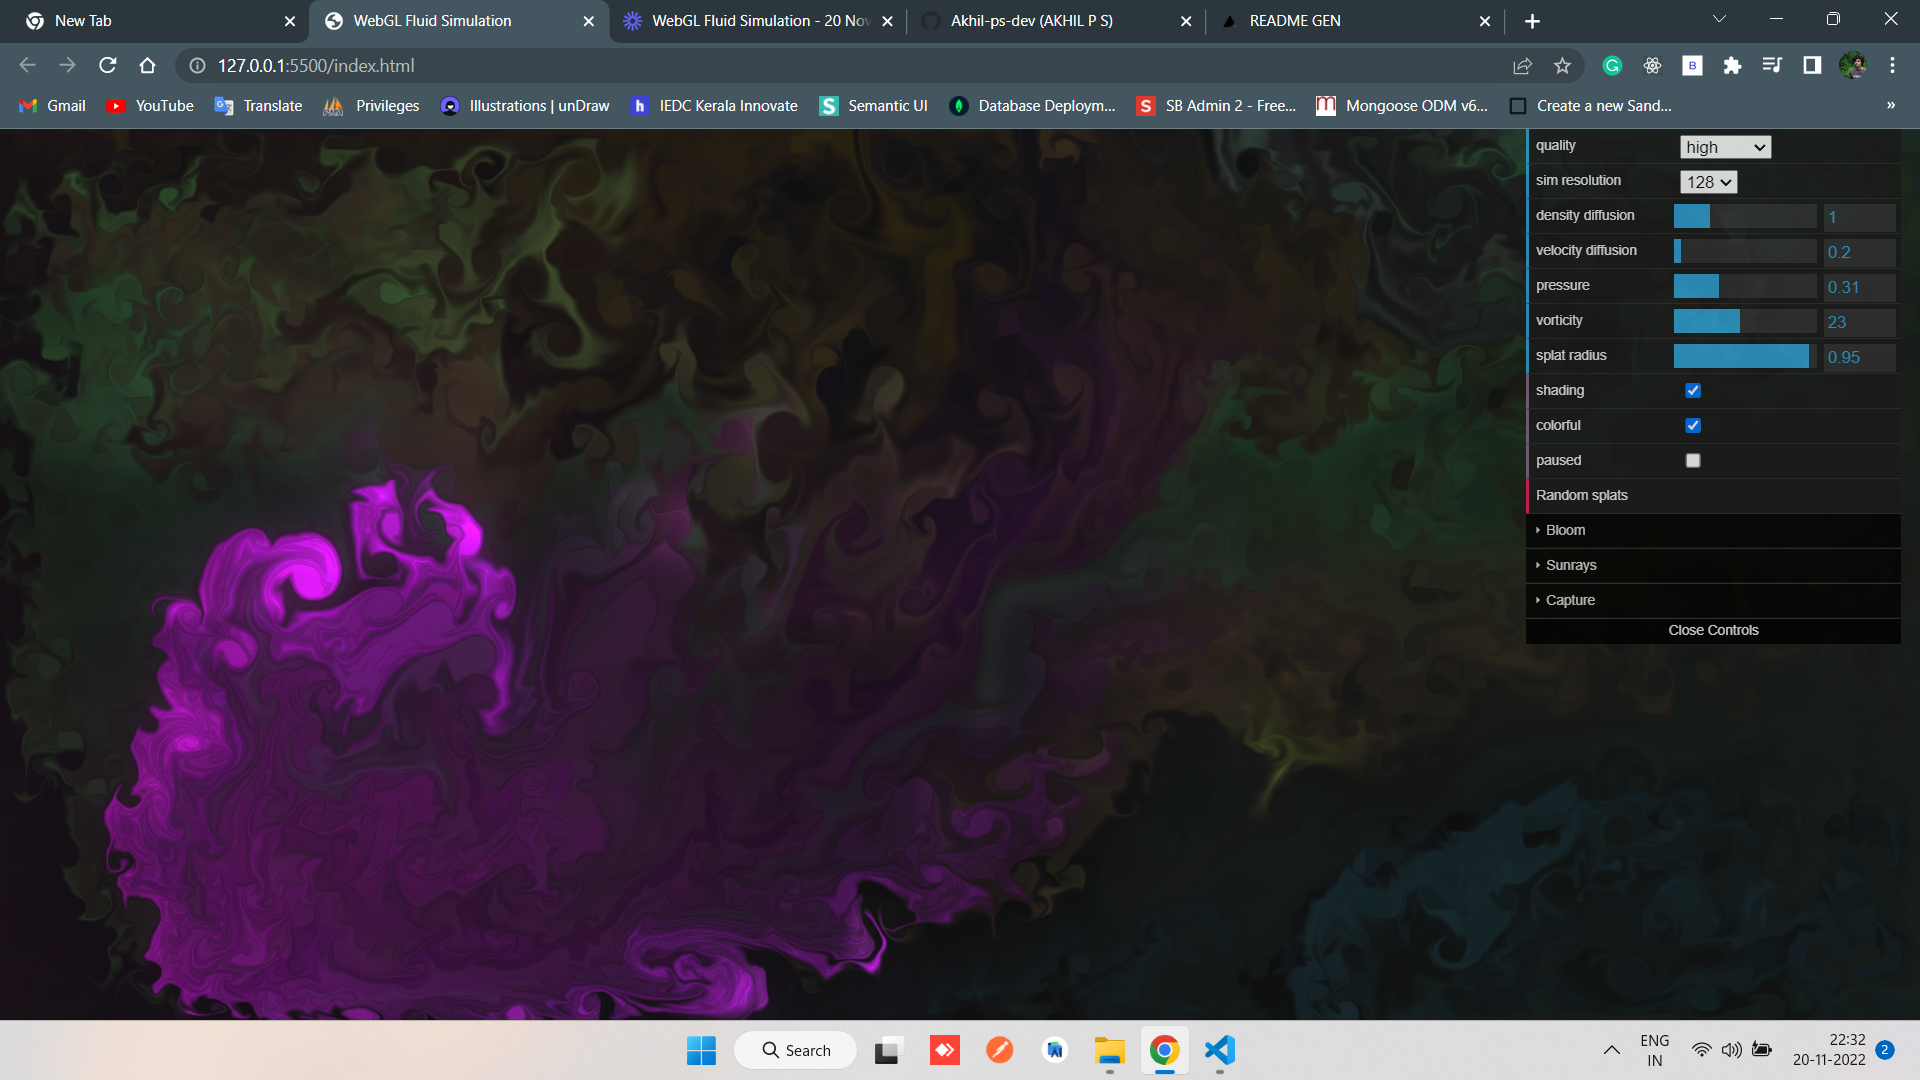 New Tab
WebGL Fluid Simulation
WebGL Fluid Simulation - 20 Nov
Akhil-ps-dev (AKHIL P S)
README GEN
127.0.0.1:5500/index.html
Gmail
YouTube
Translate
Privileges
Illustrations | unDraw
IEDC Kerala Innovate
Semantic UI
Database Deploym...
SB Admin 2 - Free...
Mongoose ODM v6...
Create a new Sand...
»
quality high
sim resolution 128
density diffusion 1
velocity diffusion 0.2
pressure 0.31
vorticity 23
splat radius 0.95
shading
colorful
paused
Random splats
Bloom
Sunrays
Capture
Close Controls
Search
ENG
IN
22:32
20-11-2022
2